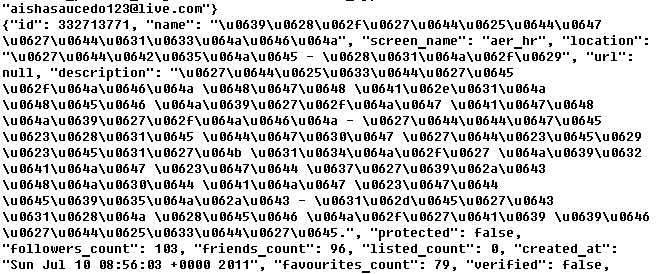 "aishasaucedo123@live.com"}
{"id": 332713771, "name": "\u0639\u0628\u062f\u0627\u0644\u0625\u0644\u0647
\u0627\u0644\u0631\u0633\u064a\u0646\u064a", "screen_name": "aer_hr", "location":
"\u0627\u0644\u0642\u0635\u064a\u0645 - \u0628\u0631\u064a\u062f\u0629", "url":
null, "description": "\u0627\u0644\u0625\u0633\u0644\u0627\u0645
\u062f\u064a\u0646\u064a \u0648\u0647\u0648 \u0641\u062e\u0631\u064a
\u0648\u0645\u0646 \u064a\u0639\u0627\u062f\u064a\u0647 \u0641\u0647\u0648
\u064a\u0639\u0627\u062f\u064a\u0646\u064a - \u0627\u0644\u0644\u0647\u0645
\u0623\u0628\u0631\u0645 \u0644\u0647\u0630\u0647 \u0627\u0644\u0623\u0645\u0629
\u0623\u0645\u0631\u0627\u064b \u0631\u0634\u064a\u062f\u0627 \u064a\u0639\u0632
\u0641\u064a\u0647 \u0623\u0647\u0644 \u0637\u0627\u0639\u062a\u0643
\u0648\u064a\u0630\u0644 \u0641\u064a\u0647 \u0623\u0647\u0644
\u0645\u0639\u0635\u064a\u062a\u0643 - \u0631\u062d\u0645\u0627\u0643
\u0631\u0628\u064a \u0628\u0645\u0646 \u064a\u062f\u0627\u0641\u0639 \u0639\u0646
\u0627\u0644\u0625\u0633\u0644\u0627\u0645.", "protected": false,
"followers_count": 103, "friends_count": 96, "listed_count": 0, "created_at":
"Sun Jul 10 08:56:03 +0000 2011", "favourites_count": 79, "verified": false,